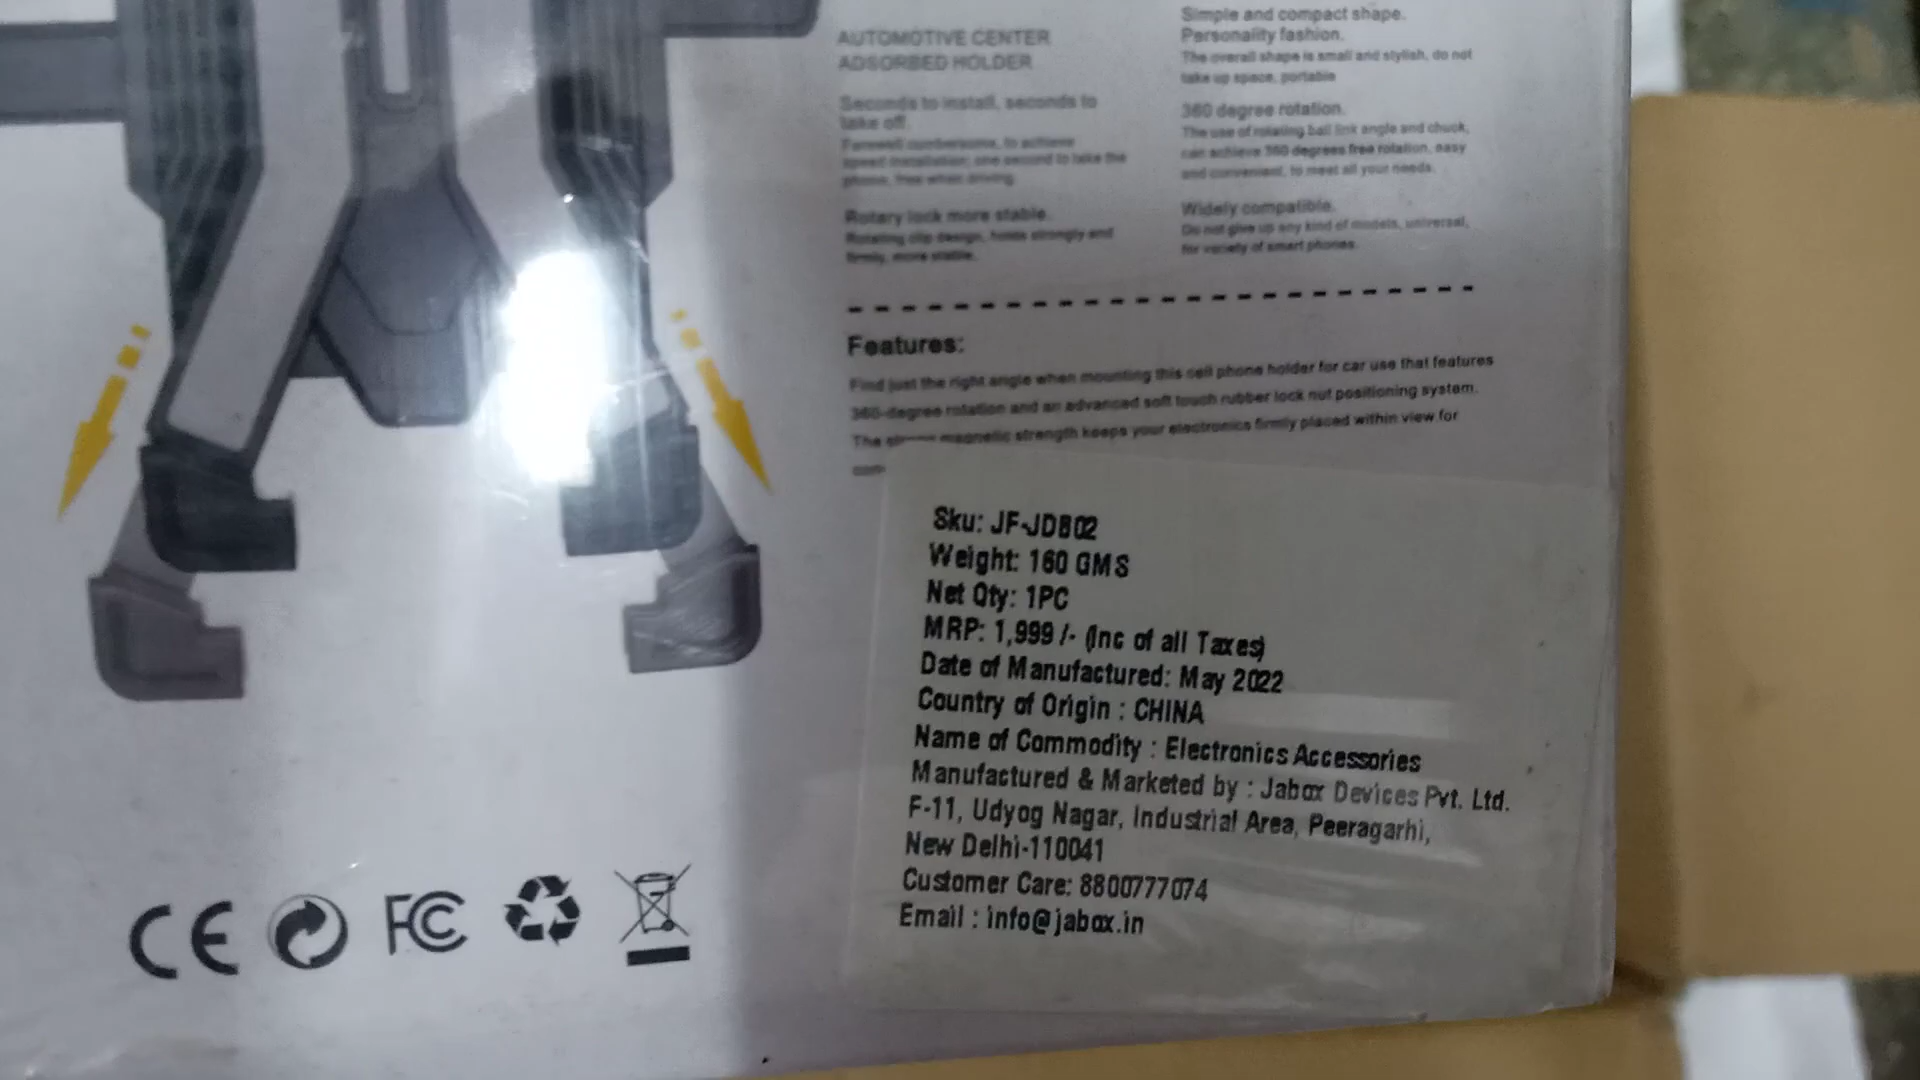 AUTOMOTIVE CENTER
ADSORBED HOLDER
Seconds to install, seconds to
take off.
Farewell cumbersome, to achieve
speed installation; one second to take the
phone, free when driving.
Rotary lock more stable.
Rotating clip design, holds strongly and
firmly, more stable.
Simple and compact shape.
Personality fashion.
The overall shape is small and stylish, do not
take up space, portable
360 degree rotation.
The use of rotating ball link angle and chuck,
can achieve 360 degrees free rotation, easy
and convenient, to meet all your needs.
Widely compatible.
Do not give up any kind of models, universal,
for variety of smart phones.
Features:
Find just the right angle when mounting this cell phone holder for car use that features
360-degree rotation and an advanced soft touch rubber lock nut positioning system.
The magnetic strength keeps your electronics firmly placed within view for
Sku: JF-JDB02
Weight: 160 GMS
Net Qty: 1PC
MRP: 1,999 /- (Inc of all Taxes)
Date of Manufactured: May 2022
Country of Origin : CHINA
Name of Commodity : Electronics Accessories
Manufactured & Marketed by : Jabox Devices Pvt. Ltd.
F-11, Udyog Nagar, Industrial Area, Peeragarhi,
New Delhi-110041
Customer Care: 8800777074
Email : info@jabox.in
CE FC